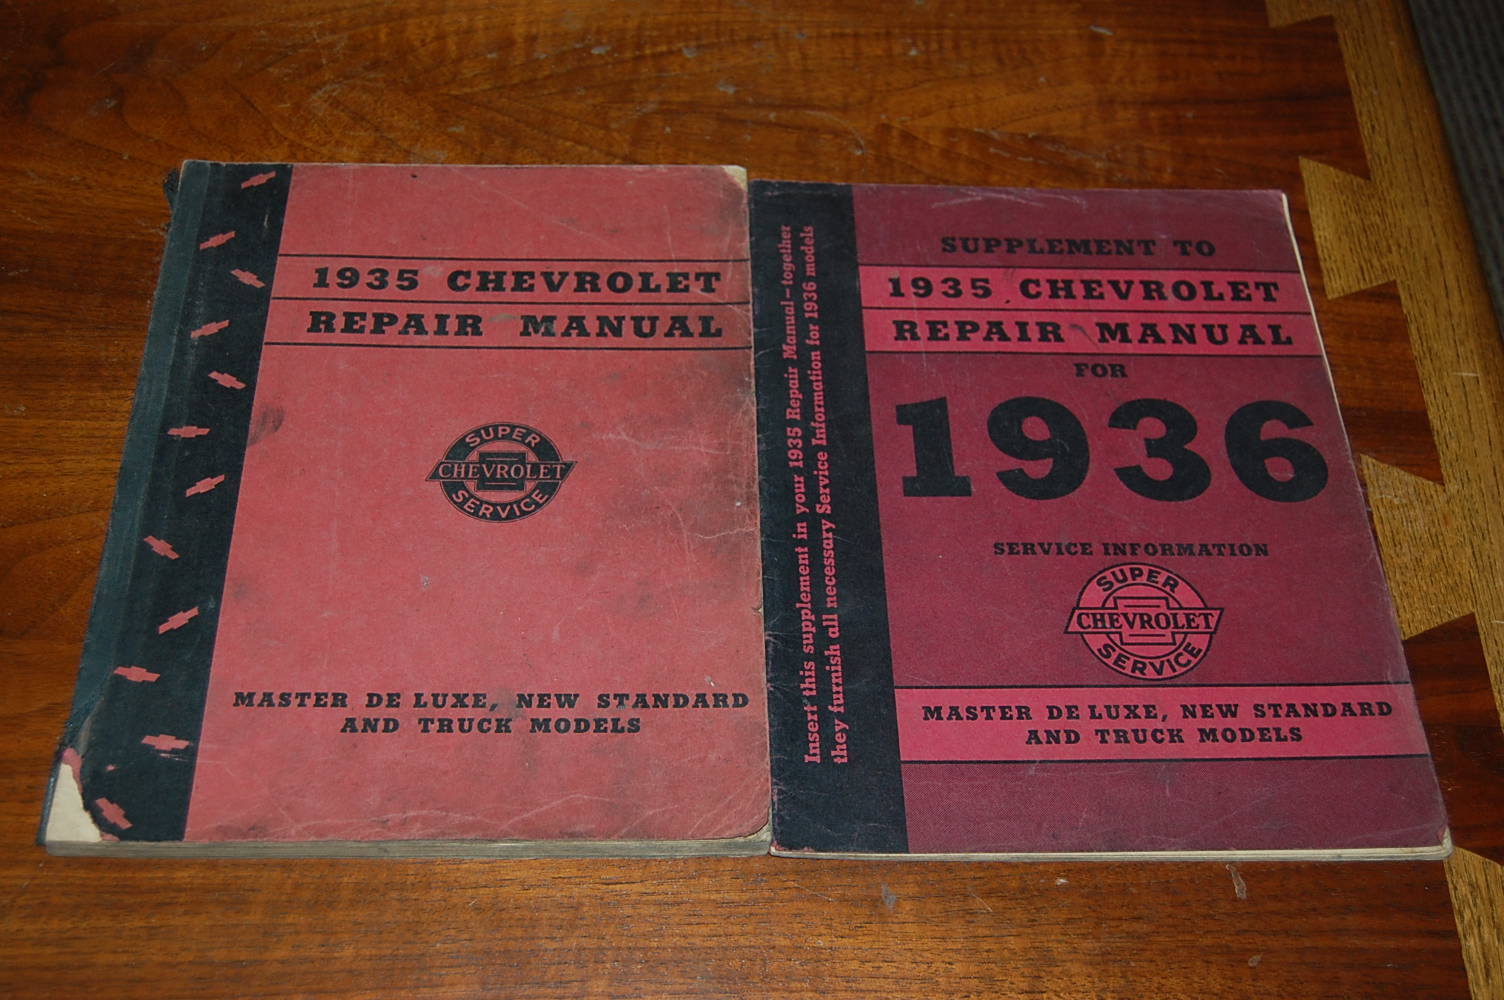 1935 CHEVROLET
REPAIR MANUAL
SUPER
CHEVROLET
SERVICE
MASTER DE LUXE, NEW STANDARD
AND TRUCK MODELS
Insert this supplement in your 1935 Repair Manual—together
they furnish all necessary Service Information for 1936 models
SUPPLEMENT TO
1935 CHEVROLET
REPAIR MANUAL
FOR
1936
SERVICE INFORMATION
SUPER
CHEVROLET
SERVICE
MASTER DE LUXE, NEW STANDARD
AND TRUCK MODELS